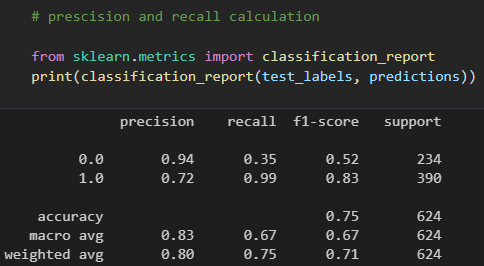 # prescision and recall calculation
from sklearn.metrics import classification_report
print(classification_report(test_labels, predictions))
precision recall f1-score support
0.0 0.94 0.35 0.52 234
1.0 0.72 0.99 0.83 390
accuracy 0.75 624
macro avg 0.83 0.67 0.67 624
weighted avg 0.80 0.75 0.71 624